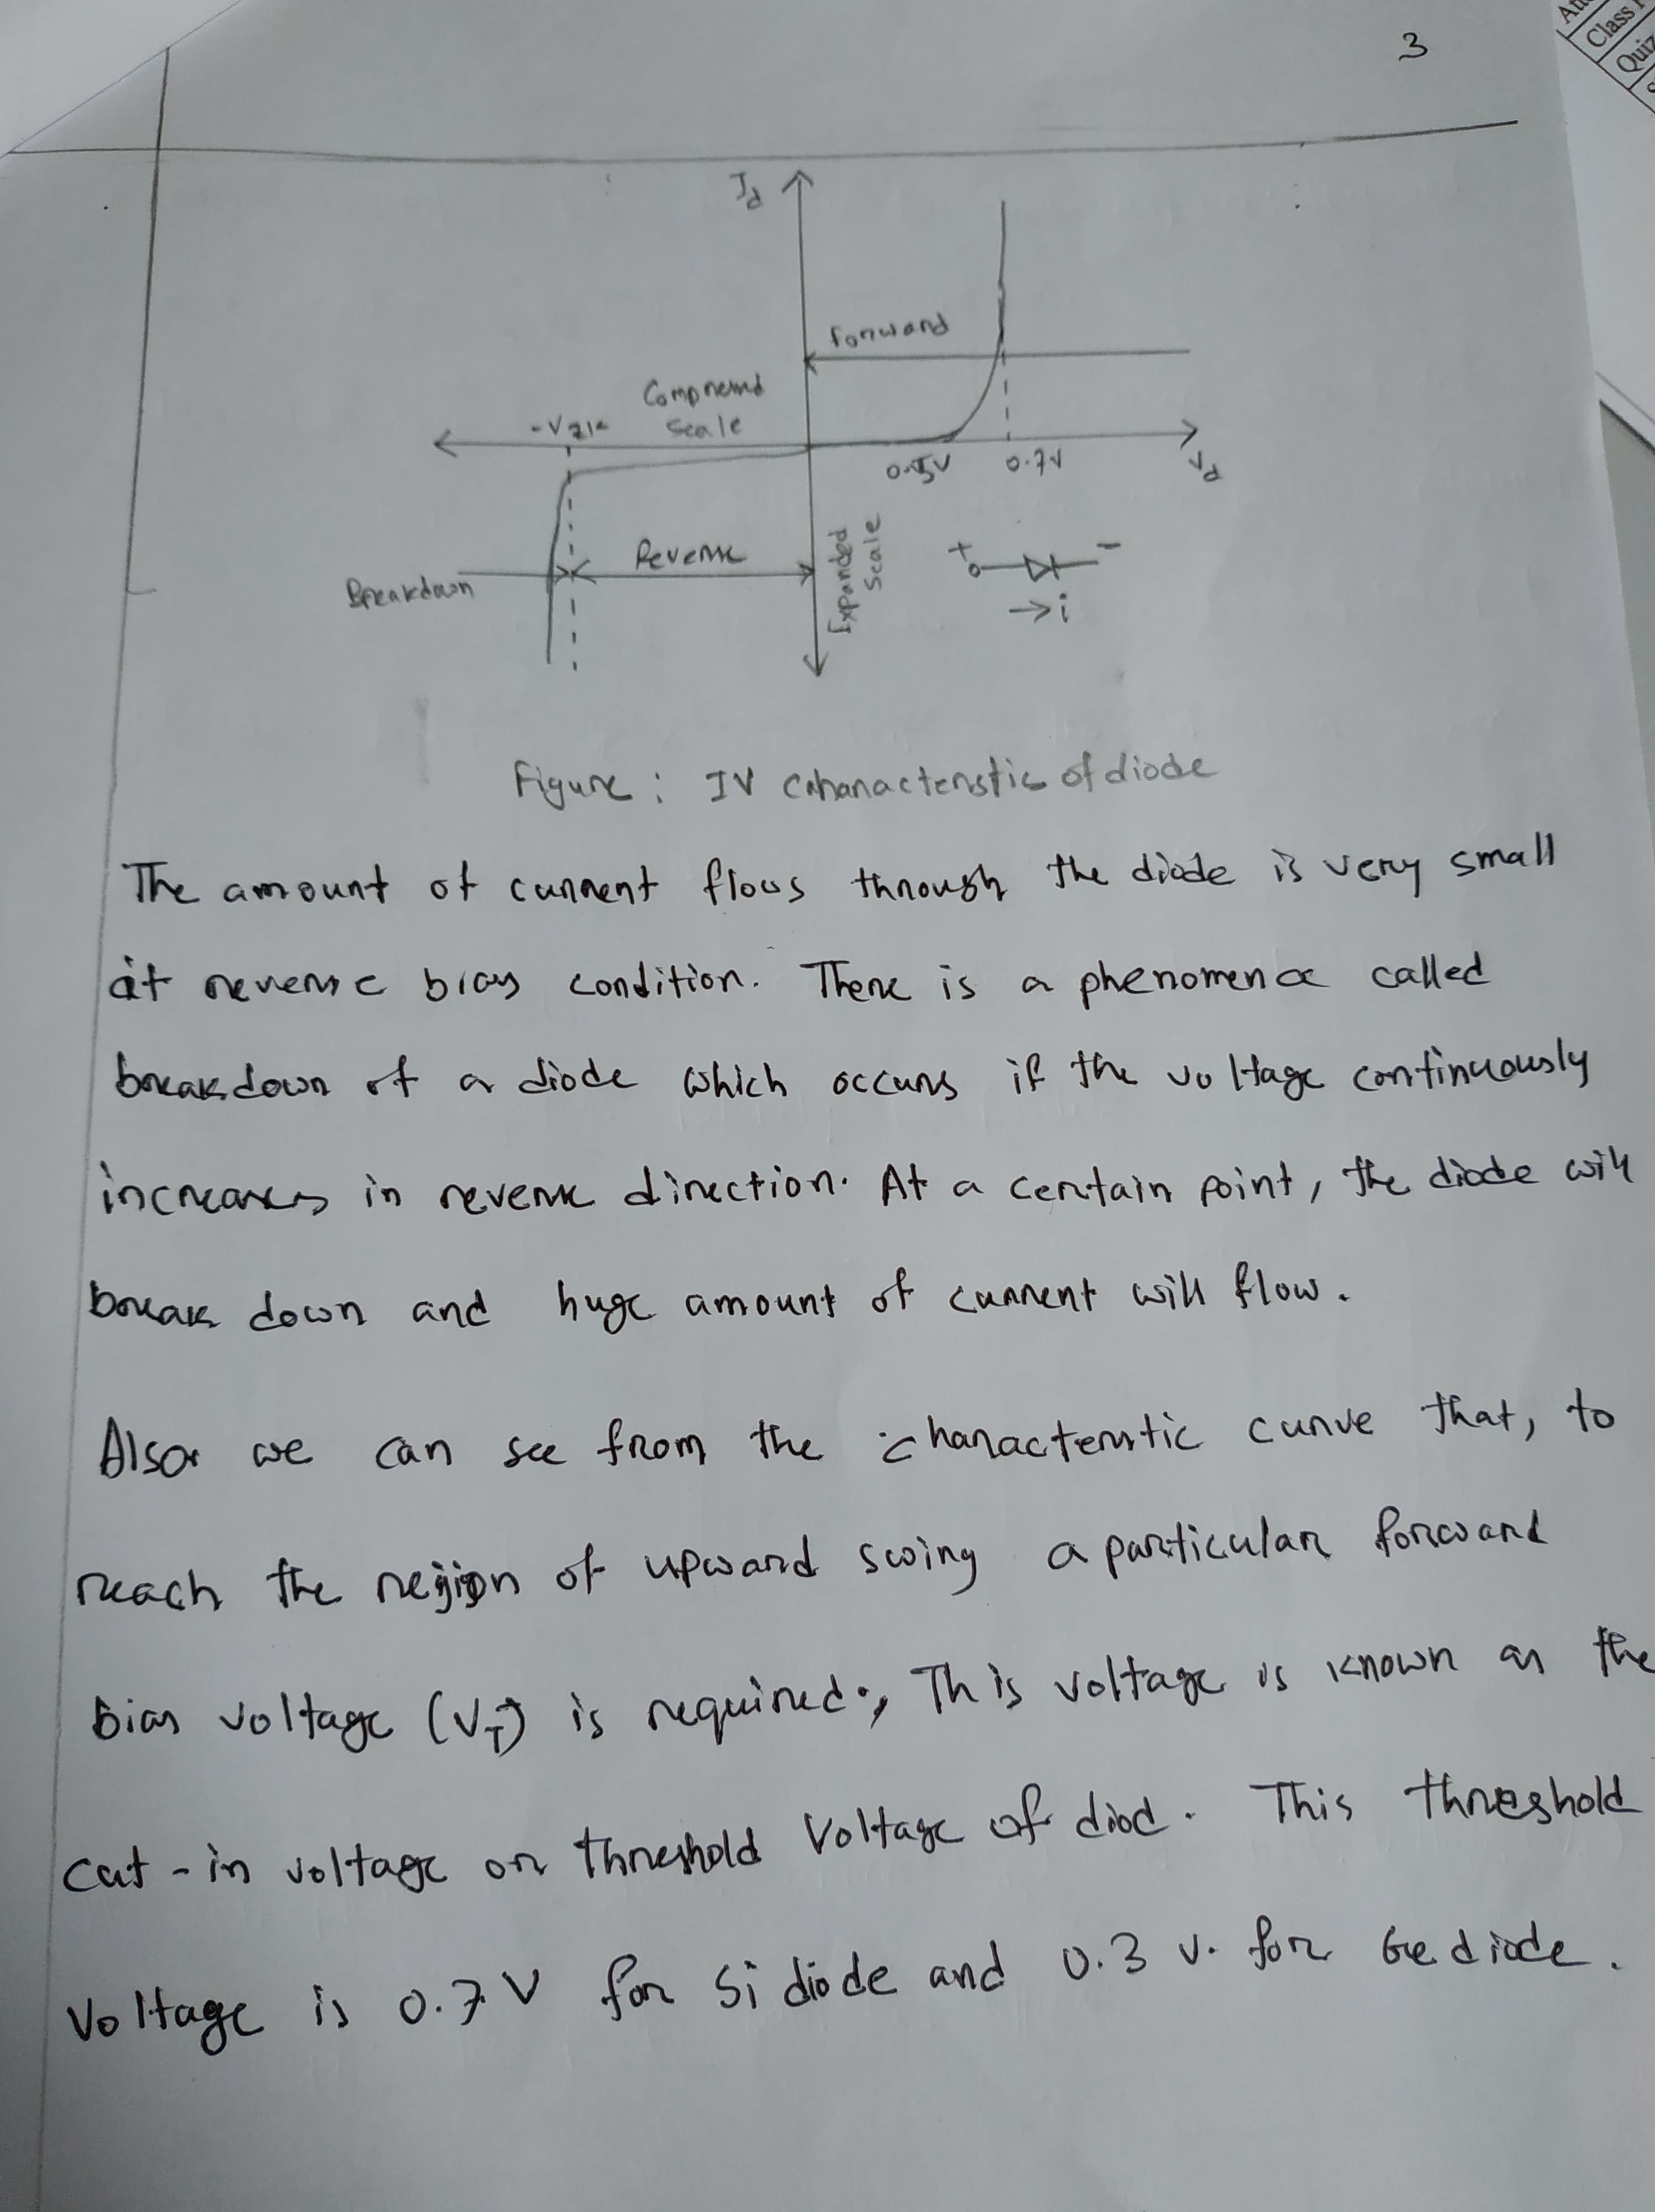 3
Class
Quiz
I_d
Forward
Compressed
Scale
0.5V 0.7V
V_d
Reverse
Breakdown
Expanded
Scale
+ -
→i
Figure: IV Characterstic of diode
The amount of current flows through the diode is very small
at reverse bias condition. There is a phenomena called
breakdown of a diode which occurs if the voltage continuously
increases in reverse direction. At a certain point, the diode will
break down and huge amount of current will flow.
Also we can see from the characterstic curve that, to
reach the region of upward swing a particular forward
bias voltage (V_T) is required, This voltage is known as the
cut-in voltage or threshold voltage of diod. This threshold
voltage is 0.7V for Si diode and 0.3 v. for Ge diode.